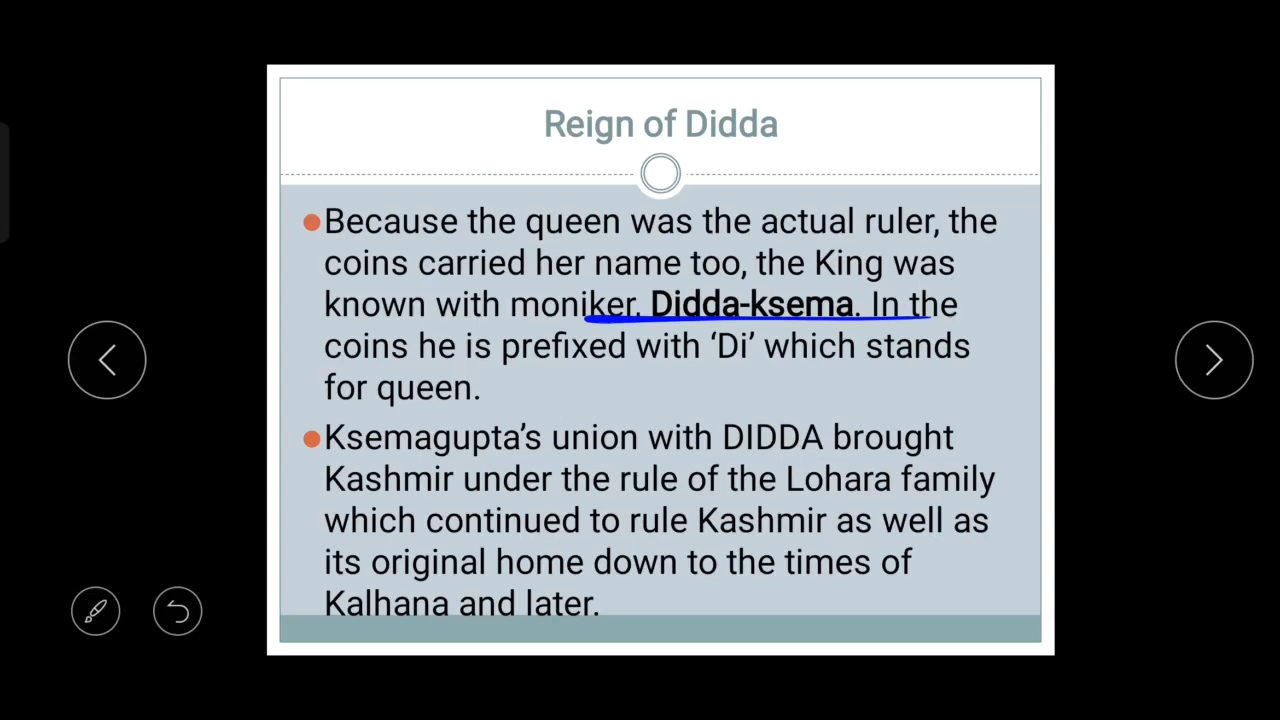 Reign of Didda
Because the queen was the actual ruler, the
coins carried her name too, the King was
known with moniker. Didda-ksema. In the
coins he is prefixed with ‘Di’ which stands
for queen.
Ksemagupta’s union with DIDDA brought
Kashmir under the rule of the Lohara family
which continued to rule Kashmir as well as
its original home down to the times of
Kalhana and later.